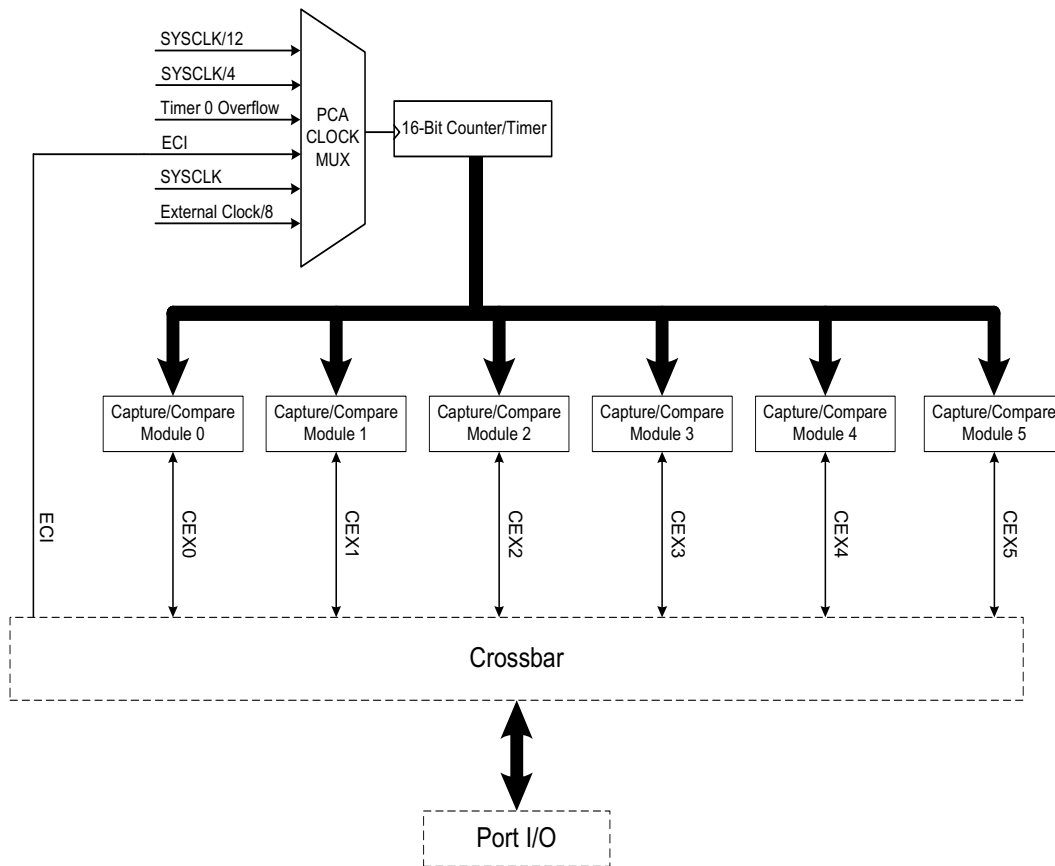 SYSCLK/12
SYSCLK/4
Timer 0 Overflow
ECI
SYSCLK
External Clock/8
PCA
CLOCK
MUX
16-Bit Counter/Timer
Capture/Compare
Module 0
Capture/Compare
Module 1
Capture/Compare
Module 2
Capture/Compare
Module 3
Capture/Compare
Module 4
Capture/Compare
Module 5
ECI
CEX0
CEX1
CEX2
CEX3
CEX4
CEX5
Crossbar
Port I/O